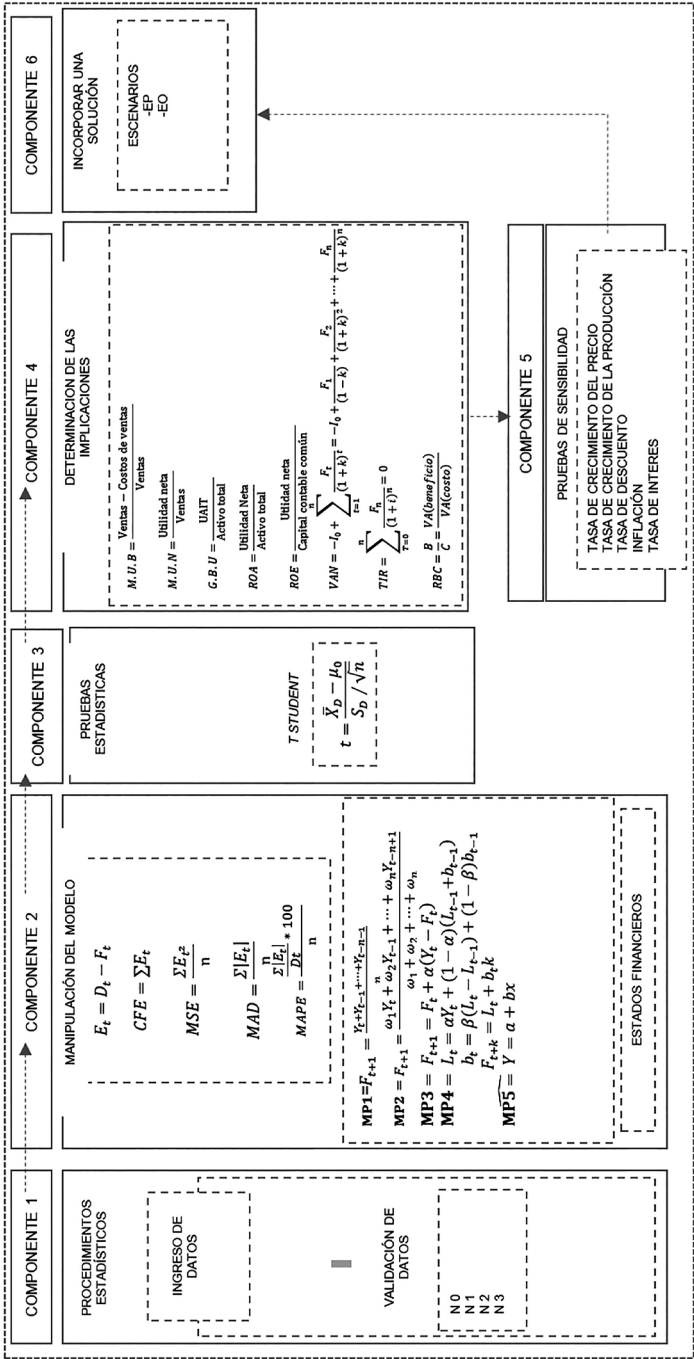 COMPONENTE 1
PROCEDIMIENTOS
ESTADÍSTICOS
INGRESO DE
DATOS
VALIDACIÓN DE
DATOS
N 0
N 1
N 2
N 3
COMPONENTE 2
MANIPULACIÓN DEL MODELO
E_t = D_t − F_t
CFE = ∑E_t
MSE = ΣE_{t²} / n
MAD = Σ|E_t| / n
MAPE = (Σ|E_t| / Dt * 100) / n
MP1=F_{t+1} = (Y_t+Y_{t−1}+⋯+Y_{t−n−1}) / n
MP2 = F_{t+1} = (ω_1Y_t + ω_2Y_{t−1} + ⋯ + ω_nY_{t−n+1}) / (ω_1 + ω_2 + ⋯ + ω_n)
MP3 = F_{t+1} = F_t + α(Y_t − F_t)
MP4 = L_t = αY_t + (1 − α)(L_{t−1}+b_{t−1})
b_t = β(L_t − L_{t−1}) + (1 − β)b_{t−1}
F_{t+k} = L_t + b_tk
MP5 = Y = a + bx
ESTADOS FINANCIEROS
COMPONENTE 3
PRUEBAS
ESTADISTICAS
T STUDENT
t = (X̄_D − μ_0) / (S_D / √n)
COMPONENTE 4
DETERMINACION DE LAS
IMPLICACIONES
M.U.B = (Ventas − Costos de ventas) / Ventas
M.U.N = Utilidad neta / Ventas
G.B.U = UAIT / Activo total
ROA = Utilidad Neta / Activo total
ROE = Utilidad neta / Capital contable común
VAN = −I_0 + ∑_{t=1}^{n} [F_t / (1 + k)^t] = −I_0 + F_1 / (1 − k) + F_2 / (1 + k)^2 + ⋯ + F_n / (1 + k)^n
TIR = ∑_{T=0}^{n} F_n / (1 + i)^n = 0
RBC = B / C = VA(beneficio) / VA(costo)
COMPONENTE 5
PRUEBAS DE SENSIBILIDAD
TASA DE CRECIMIENTO DEL PRECIO
TASA DE CRECIMIENTO DE LA PRODUCCIÓN
TASA DE DESCUENTO
INFLACIÓN
TASA DE INTERES
COMPONENTE 6
INCORPORAR UNA
SOLUCIÓN
ESCENARIOS
-EP
-EO